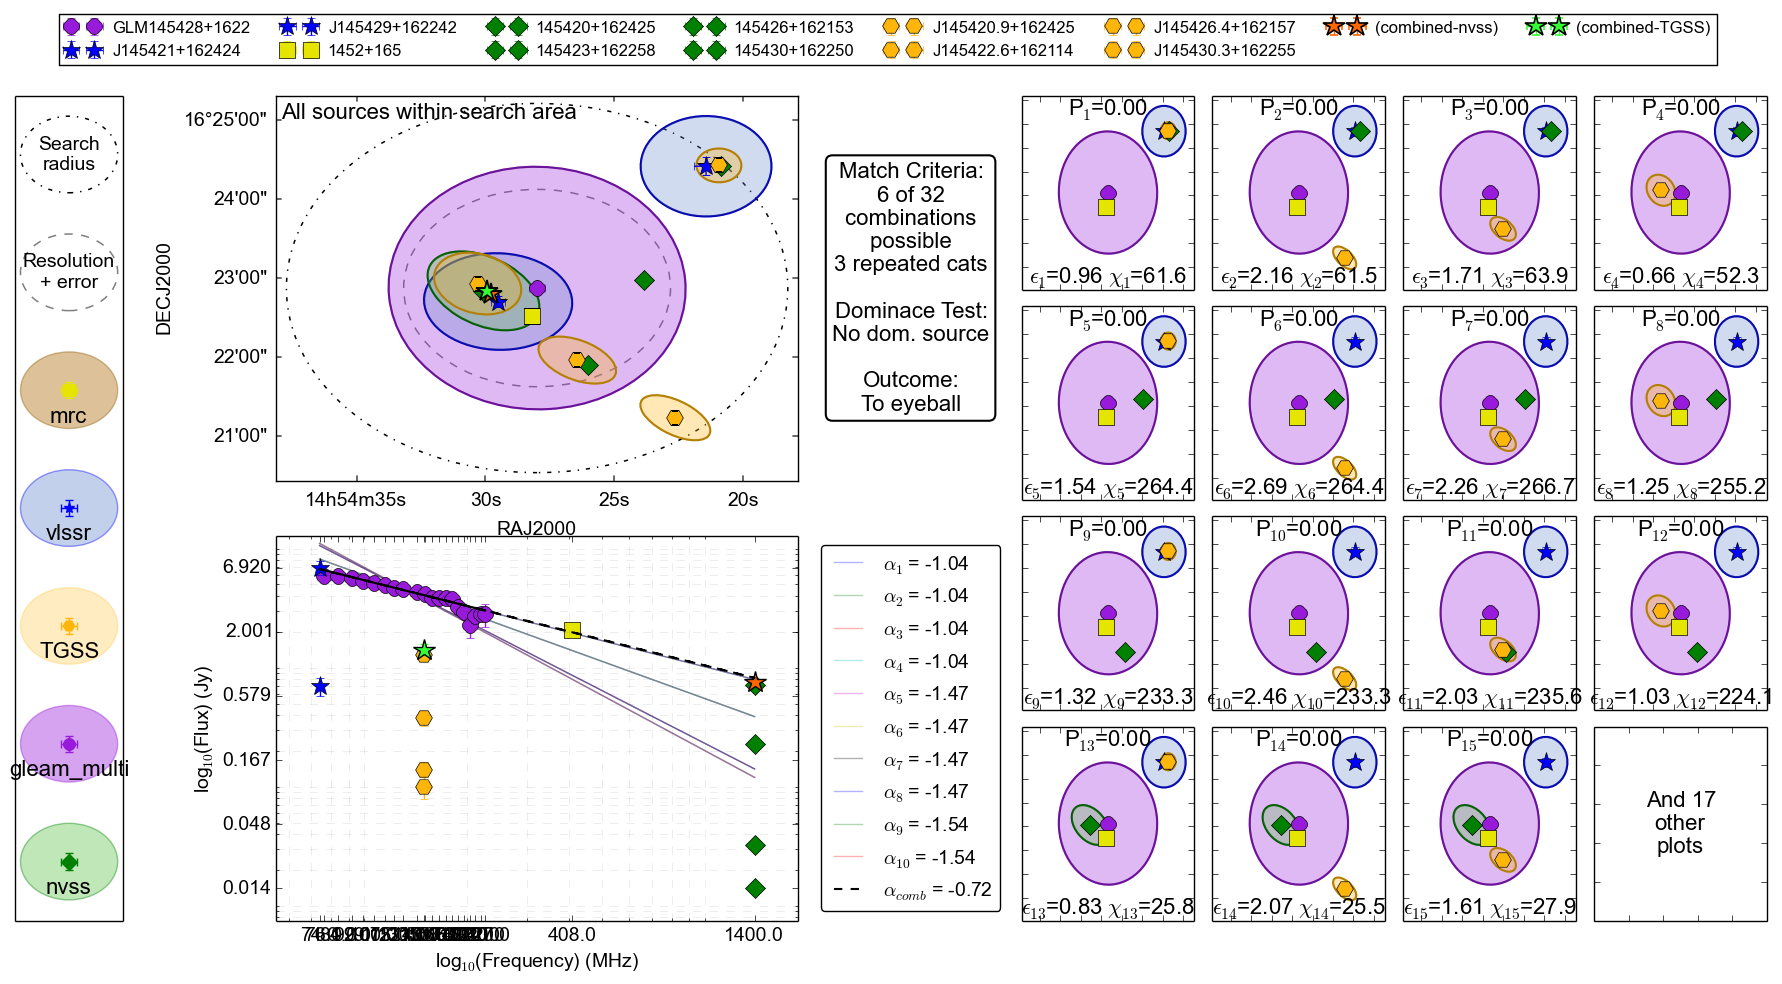 GLM145428+1622
J145429+162242
145420+162425
145426+162153
J145420.9+162425
J145426.4+162157
(combined-nvss)
(combined-TGSS)
J145421+162424
1452+165
145423+162258
145430+162250
J145422.6+162114
J145430.3+162255
Search
radius
Resolution
+ error
mrc
vlssr
TGSS
gleam_multi
nvss
All sources within search area
16°25'00"
24'00"
23'00"
22'00"
21'00"
DECJ2000
14h54m35s
30s
25s
20s
RAJ2000
Match Criteria:
6 of 32
combinations
possible
3 repeated cats
Dominace Test:
No dom. source
Outcome:
To eyeball
6.920
2.001
0.579
0.167
0.048
0.014
log10(Flux) (Jy)
408.0
1400.0
log10(Frequency) (MHz)
α1 = -1.04
α2 = -1.04
α3 = -1.04
α4 = -1.04
α5 = -1.47
α6 = -1.47
α7 = -1.47
α8 = -1.47
α9 = -1.54
α10 = -1.54
αcomb = -0.72
P1=0.00
ϵ1=0.96 χ1=61.6
P2=0.00
ϵ2=2.16 χ2=61.5
P3=0.00
ϵ3=1.71 χ3=63.9
P4=0.00
ϵ4=0.66 χ4=52.3
P5=0.00
ϵ5=1.54 χ5=264.4
P6=0.00
ϵ6=2.69 χ6=264.4
P7=0.00
ϵ7=2.26 χ7=266.7
P8=0.00
ϵ8=1.25 χ8=255.2
P9=0.00
ϵ9=1.32 χ9=233.3
P10=0.00
ϵ10=2.46 χ10=233.3
P11=0.00
ϵ11=2.03 χ11=235.6
P12=0.00
ϵ12=1.03 χ12=224.1
P13=0.00
ϵ13=0.83 χ13=25.8
P14=0.00
ϵ14=2.07 χ14=25.5
P15=0.00
ϵ15=1.61 χ15=27.9
And 17
other
plots